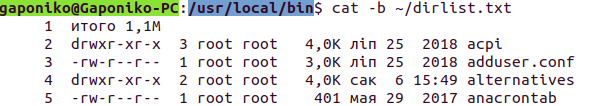 gaponiko@Gaponiko-PC:/usr/local/bin$ cat -b ~/dirlist.txt
1 итого 1,1M
2 drwxr-xr-x 3 root root 4,0K ліп 25 2018 acpi
3 -rw-r--r-- 1 root root 3,0K ліп 25 2018 adduser.conf
4 drwxr-xr-x 2 root root 4,0K сак 6 15:49 alternatives
5 -rw-r--r-- 1 root root 401 мая 29 2017 anacrontab